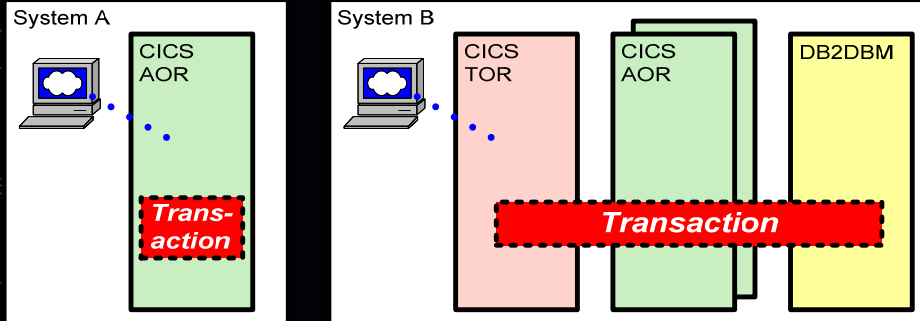 System A
CICS
AOR
Trans-
action
System B
CICS
TOR
CICS
AOR
DB2DBM
Transaction